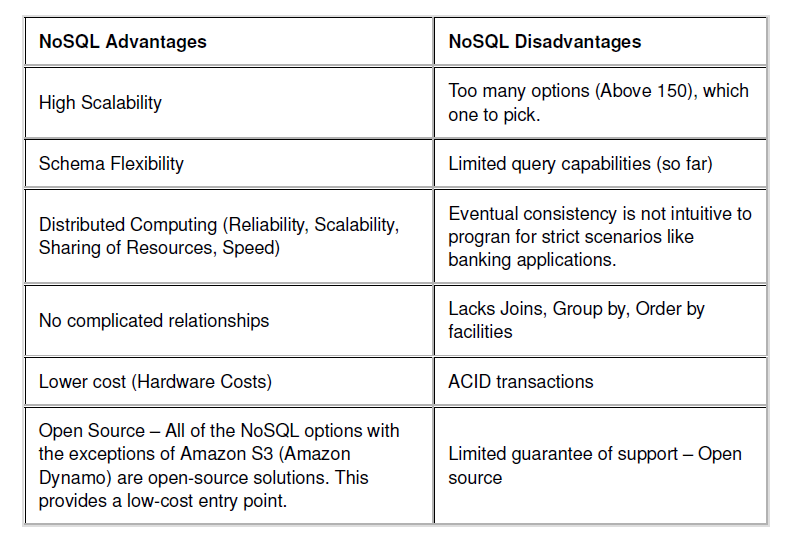 NoSQL Advantages
NoSQL Disadvantages
High Scalability
Too many options (Above 150), which
one to pick.
Schema Flexibility
Limited query capabilities (so far)
Distributed Computing (Reliability, Scalability,
Sharing of Resources, Speed)
Eventual consistency is not intuitive to
progran for strict scenarios like
banking applications.
No complicated relationships
Lacks Joins, Group by, Order by
facilities
Lower cost (Hardware Costs)
ACID transactions
Open Source – All of the NoSQL options with
the exceptions of Amazon S3 (Amazon
Dynamo) are open-source solutions. This
provides a low-cost entry point.
Limited guarantee of support – Open
source